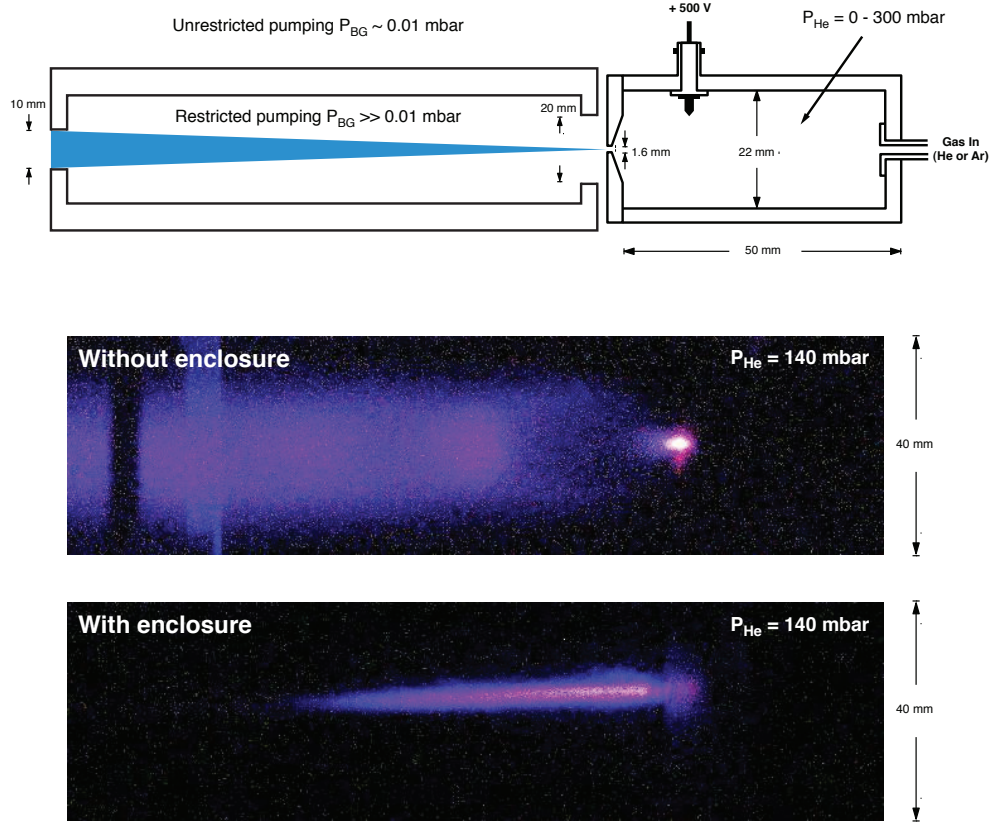 Unrestricted pumping P_BG ~ 0.01 mbar
+ 500 V
P_He = 0 - 300 mbar
10 mm
Restricted pumping P_BG >> 0.01 mbar
20 mm
1.6 mm
22 mm
Gas In
(He or Ar)
50 mm
Without enclosure
P_He = 140 mbar
40 mm
With enclosure
P_He = 140 mbar
40 mm